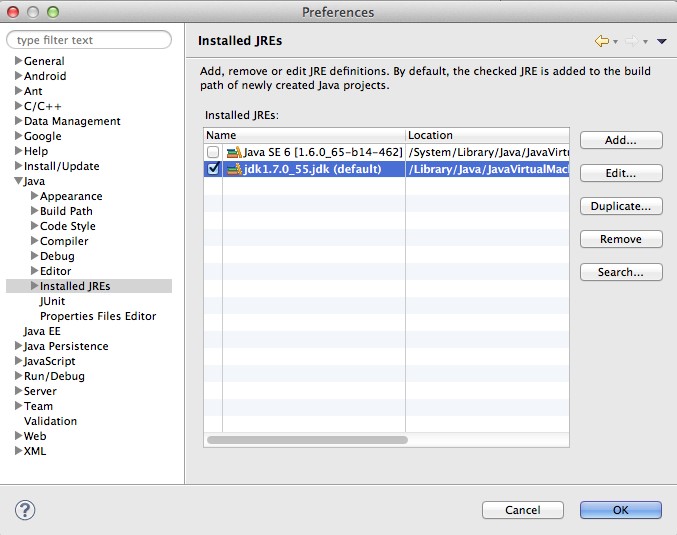 Preferences
type filter text
General
Android
Ant
C/C++
Data Management
Google
Help
Install/Update
Java
Appearance
Build Path
Code Style
Compiler
Debug
Editor
Installed JREs
JUnit
Properties Files Editor
Java EE
Java Persistence
JavaScript
Run/Debug
Server
Team
Validation
Web
XML
Installed JREs
Add, remove or edit JRE definitions. By default, the checked JRE is added to the build
path of newly created Java projects.
Installed JREs:
Name Location
Java SE 6 [1.6.0_65-b14-462] /System/Library/Java/JavaVirt
jdk1.7.0_55.jdk (default) /Library/Java/JavaVirtualMac
Add...
Edit...
Duplicate...
Remove
Search...
?
Cancel
OK